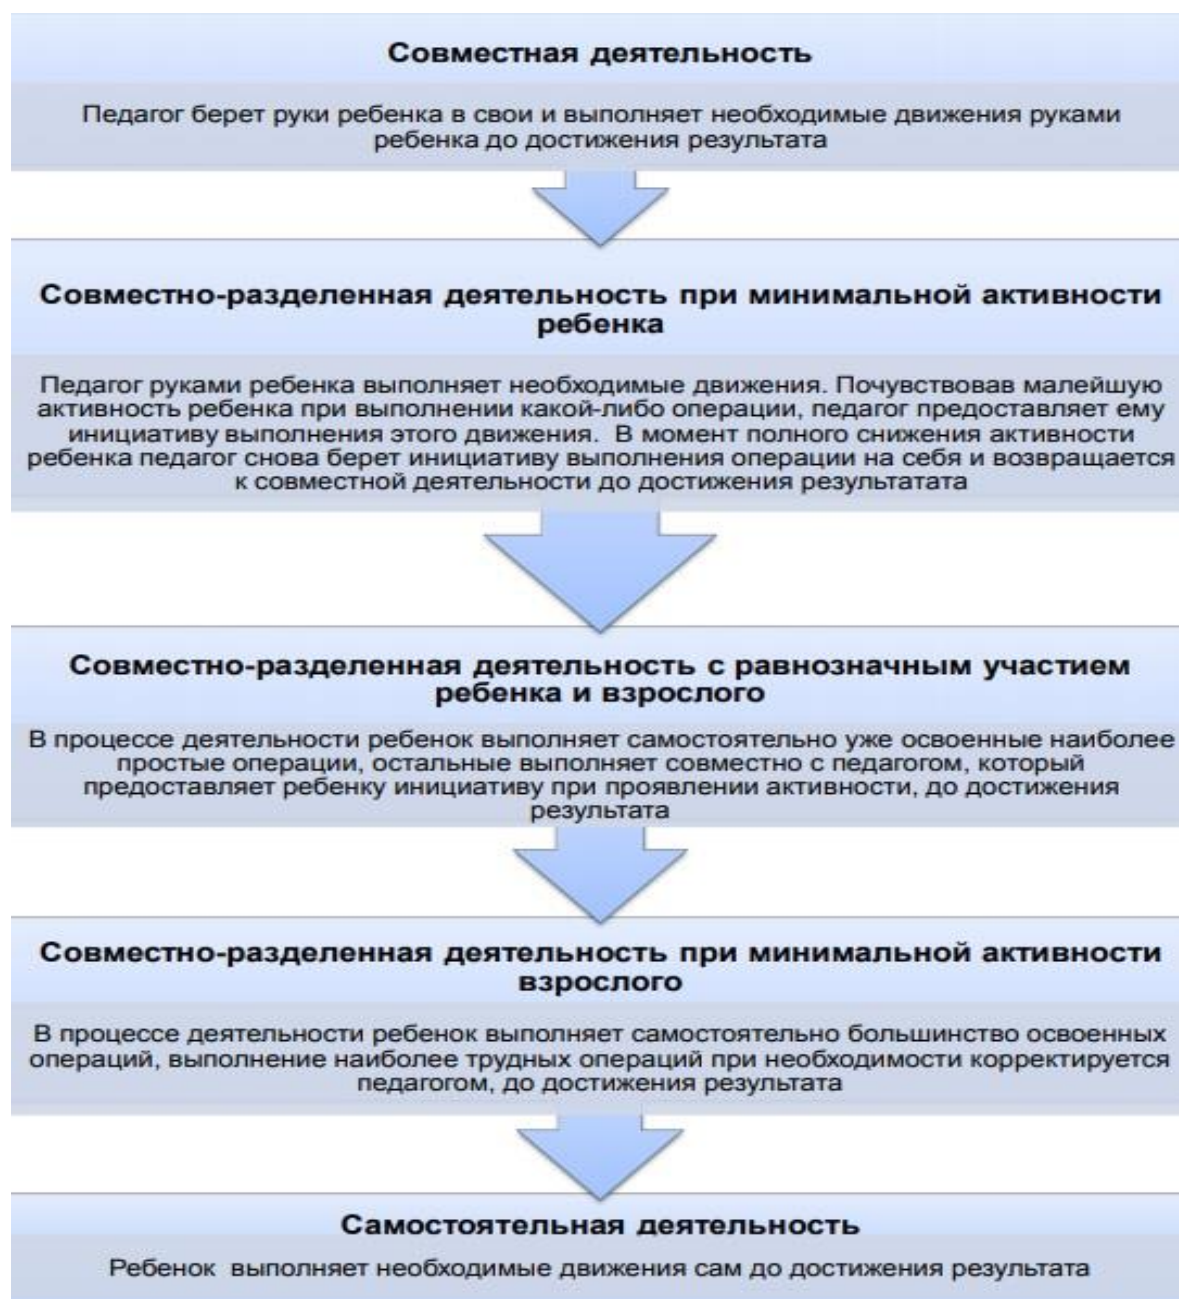 Совместная деятельность
Педагог берет руки ребенка в свои и выполняет необходимые движения руками
ребенка до достижения результата
Совместно-разделенная деятельность при минимальной активности
ребенка
Педагог руками ребенка выполняет необходимые движения. Почувствовав малейшую
активность ребенка при выполнении какой-либо операции, педагог предоставляет ему
инициативу выполнения этого движения. В момент полного снижения активности
ребенка педагог снова берет инициативу выполнения операции на себя и возвращается
к совместной деятельности до достижения результатата
Совместно-разделенная деятельность с равнозначным участием
ребенка и взрослого
В процессе деятельности ребенок выполняет самостоятельно уже освоенные наиболее
простые операции, остальные выполняет совместно с педагогом, который
предоставляет ребенку инициативу при проявлении активности, до достижения
результата
Совместно-разделенная деятельность при минимальной активности
взрослого
В процессе деятельности ребенок выполняет самостоятельно большинство освоенных
операций, выполнение наиболее трудных операций при необходимости корректируется
педагогом, до достижения результата
Самостоятельная деятельность
Ребенок выполняет необходимые движения сам до достижения результата